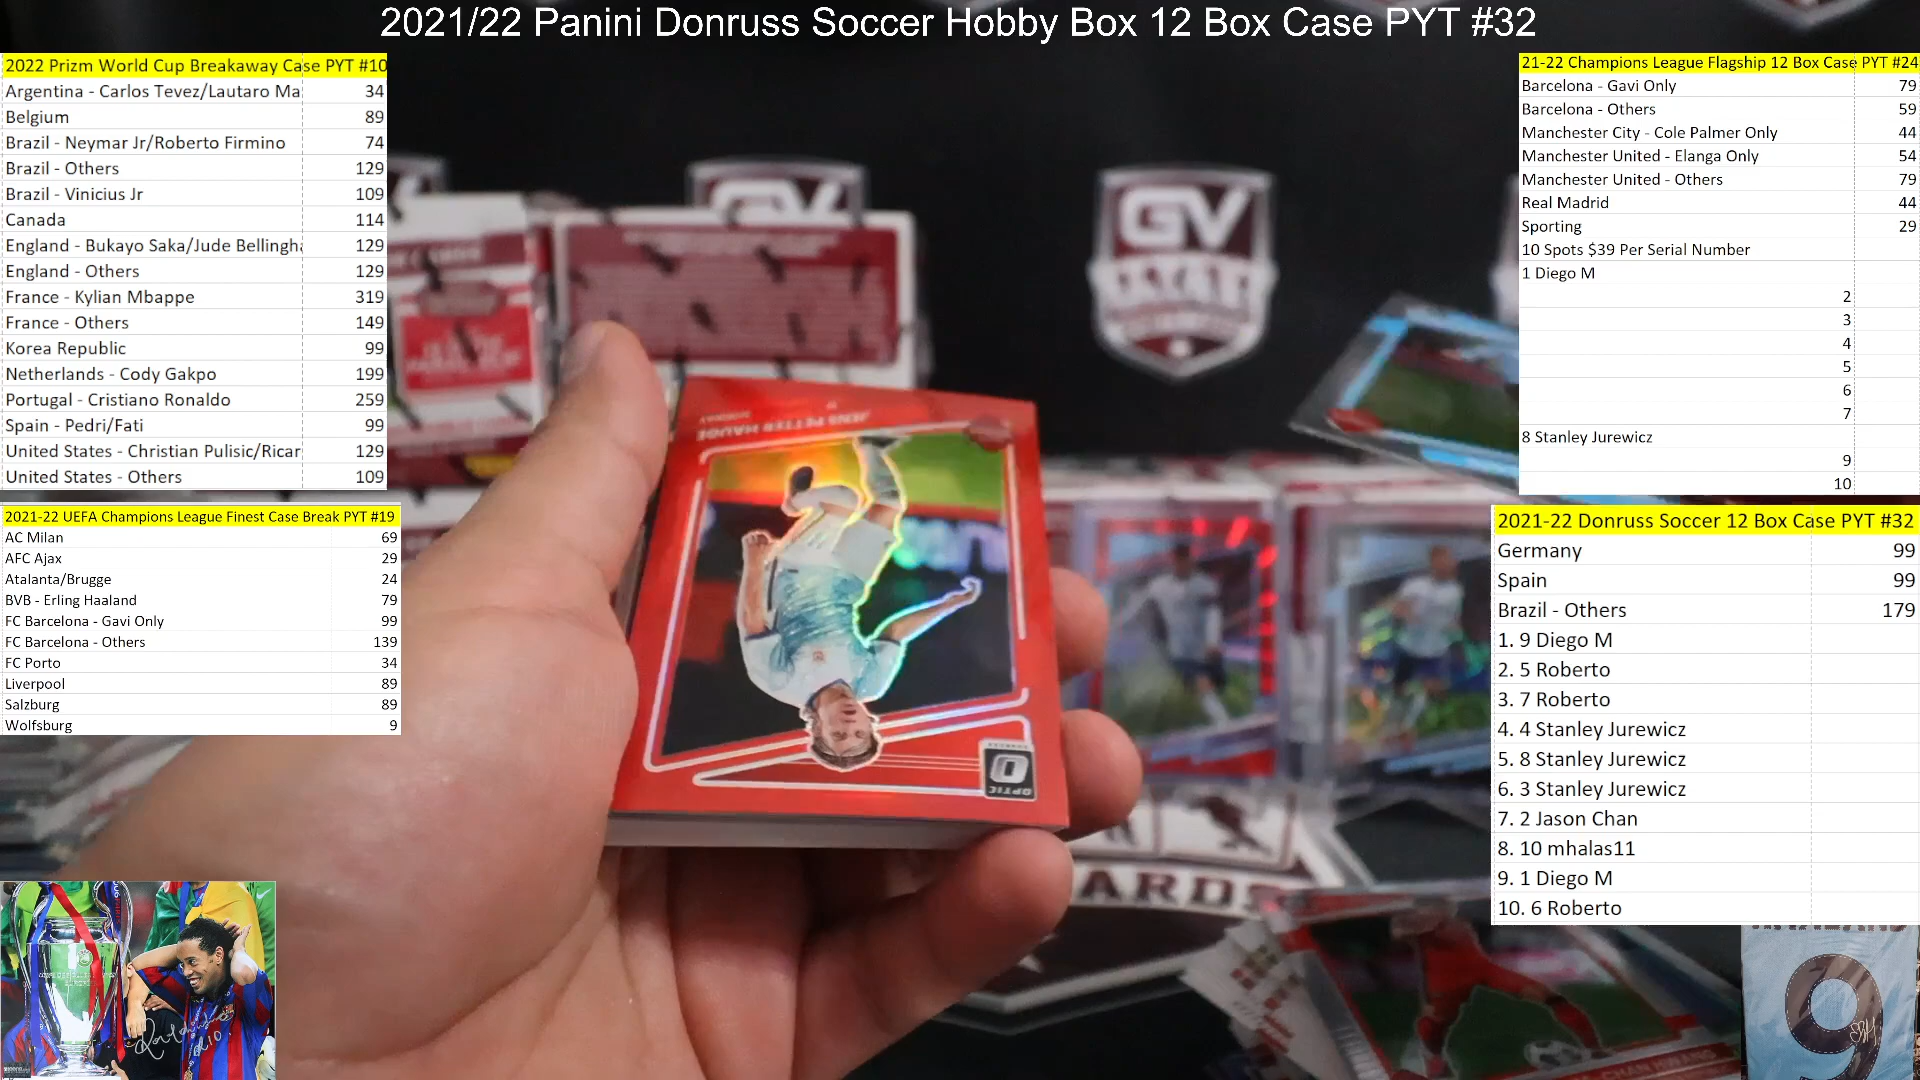 2021/22 Panini Donruss Soccer Hobby Box 12 Box Case PYT #32
2022 Prizm World Cup Breakaway Case PYT #10
Argentina - Carlos Tevez/Lautaro Ma 34
Belgium 89
Brazil - Neymar Jr/Roberto Firmino 74
Brazil - Others 129
Brazil - Vinicius Jr 109
Canada 114
England - Bukayo Saka/Jude Bellingha 129
England - Others 129
France - Kylian Mbappe 319
France - Others 149
Korea Republic 99
Netherlands - Cody Gakpo 199
Portugal - Cristiano Ronaldo 259
Spain - Pedri/Fati 99
United States - Christian Pulisic/Ricar 129
United States - Others 109
2021-22 UEFA Champions League Finest Case Break PYT #19
AC Milan 69
AFC Ajax 29
Atalanta/Brugge 24
BVB - Erling Haaland 79
FC Barcelona - Gavi Only 99
FC Barcelona - Others 139
FC Porto 34
Liverpool 89
Salzburg 89
Wolfsburg 9
21-22 Champions League Flagship 12 Box Case PYT #24
Barcelona - Gavi Only 79
Barcelona - Others 59
Manchester City - Cole Palmer Only 44
Manchester United - Elanga Only 54
Manchester United - Others 79
Real Madrid 44
Sporting 29
10 Spots $39 Per Serial Number
1 Diego M
2
3
4
5
6
7
8 Stanley Jurewicz
9
10
2021-22 Donruss Soccer 12 Box Case PYT #32
Germany 99
Spain 99
Brazil - Others 179
1. 9 Diego M
2. 5 Roberto
3. 7 Roberto
4. 4 Stanley Jurewicz
5. 8 Stanley Jurewicz
6. 3 Stanley Jurewicz
7. 2 Jason Chan
8. 10 mhalas11
9. 1 Diego M
10. 6 Roberto
GV
JENS PETTER HAUGE
NORWAY
OPTIC
ARDS
9